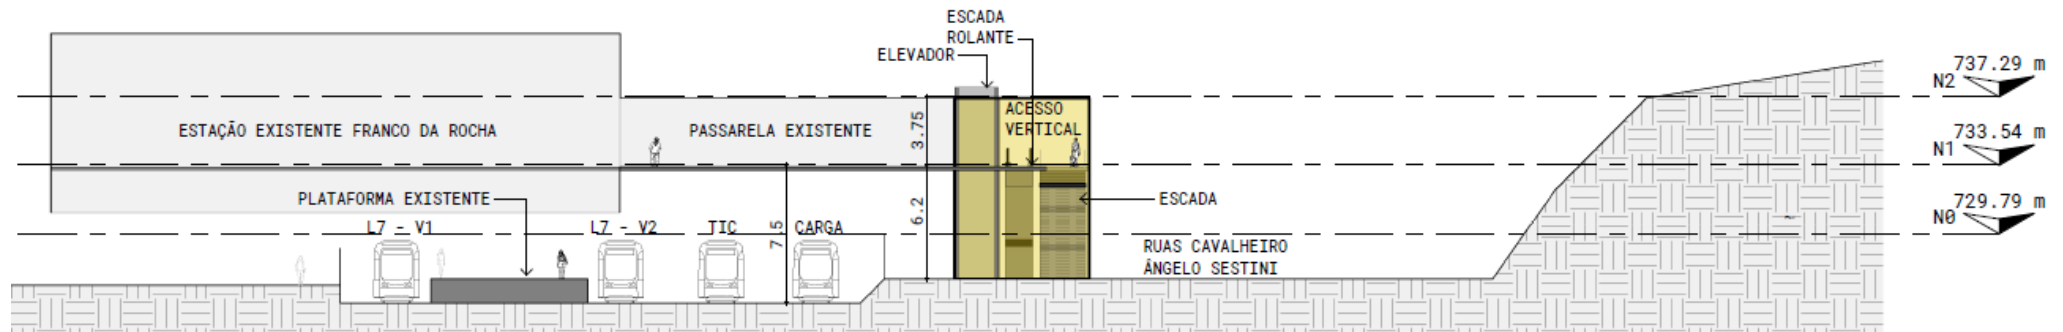 ESCADA
ROLANTE
ELEVADOR
737.29 m
N2
ACESSO
VERTICAL
ESTAÇÃO EXISTENTE FRANCO DA ROCHA
PASSARELA EXISTENTE
3.75
733.54 m
N1
PLATAFORMA EXISTENTE
ESCADA
6.2
729.79 m
N0
L7 - V1
L7 - V2
TIC
7.5
CARGA
RUAS CAVALHEIRO
ÂNGELO SESTINI